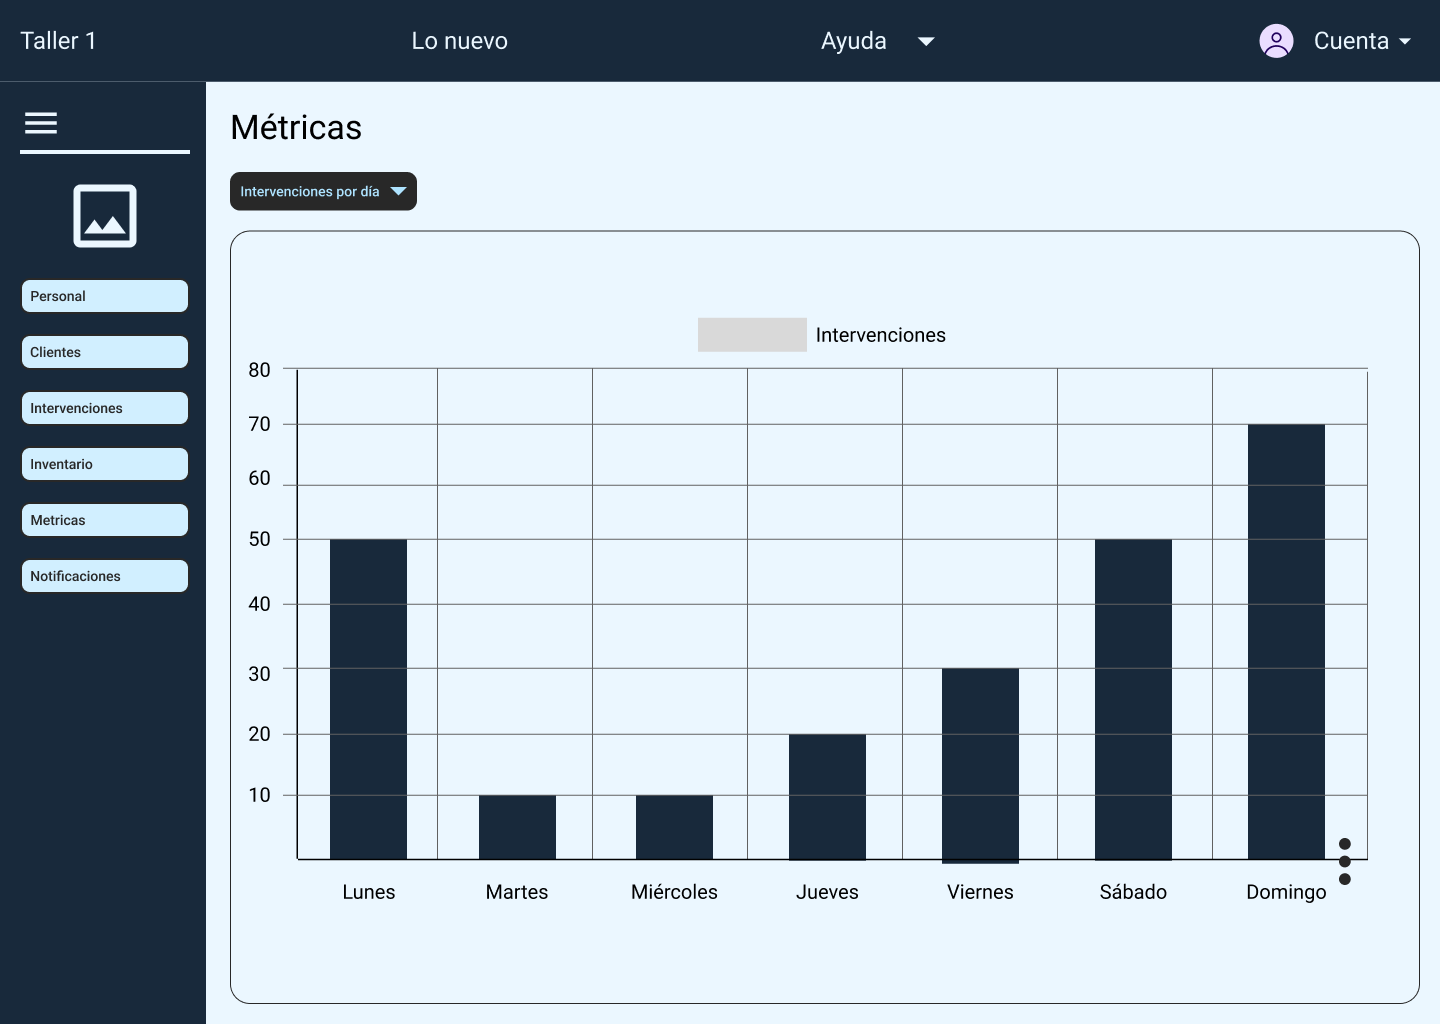 Taller 1
Lo nuevo
Ayuda
Cuenta
Métricas
Intervenciones por día
Personal
Clientes
Intervenciones
Inventario
Metricas
Notificaciones
Intervenciones
80
70
60
50
40
30
20
10
Lunes
Martes
Miércoles
Jueves
Viernes
Sábado
Domingo